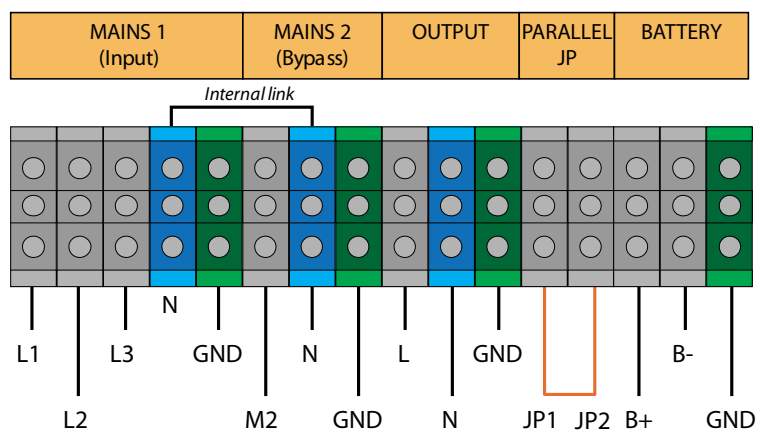 MAINS 1
(Input)
MAINS 2
(Bypass)
OUTPUT
PARALLEL
JP
BATTERY
Internal link
N
L1
L3
GND
N
L
GND
B-
L2
M2
GND
N
JP1
JP2
B+
GND